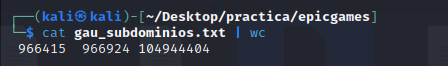 ┌──(kali㉿kali)-[~/Desktop/practica/epicgames]
└─$ cat gau_subdominios.txt | wc
966415 966924 104944404